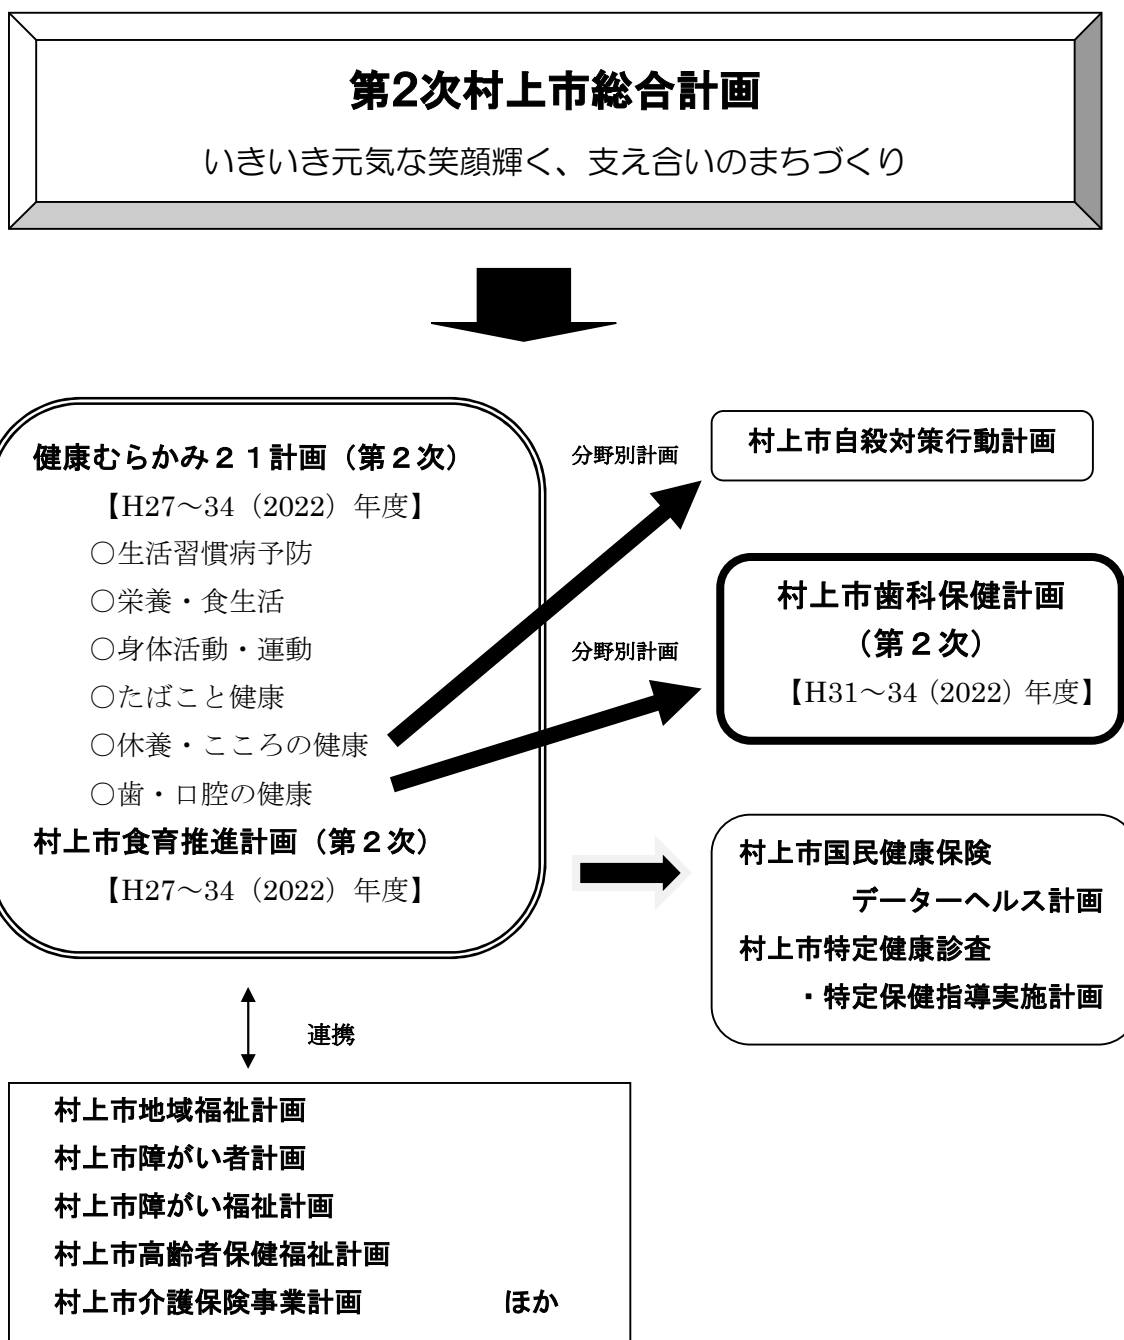 第2次村上市総合計画
いきいき元気な笑顔輝く、支え合いのまちづくり
健康むらかみ２１計画（第２次）
【H27～34（2022）年度】
○生活習慣病予防
○栄養・食生活
○身体活動・運動
○たばこと健康
○休養・こころの健康
○歯・口腔の健康
村上市食育推進計画（第２次）
【H27～34（2022）年度】
分野別計画
村上市自殺対策行動計画
分野別計画
村上市歯科保健計画
（第２次）
【H31～34（2022）年度】
村上市国民健康保険
データーヘルス計画
村上市特定健康診査
・特定保健指導実施計画
連携
村上市地域福祉計画
村上市障がい者計画
村上市障がい福祉計画
村上市高齢者保健福祉計画
村上市介護保険事業計画　ほか